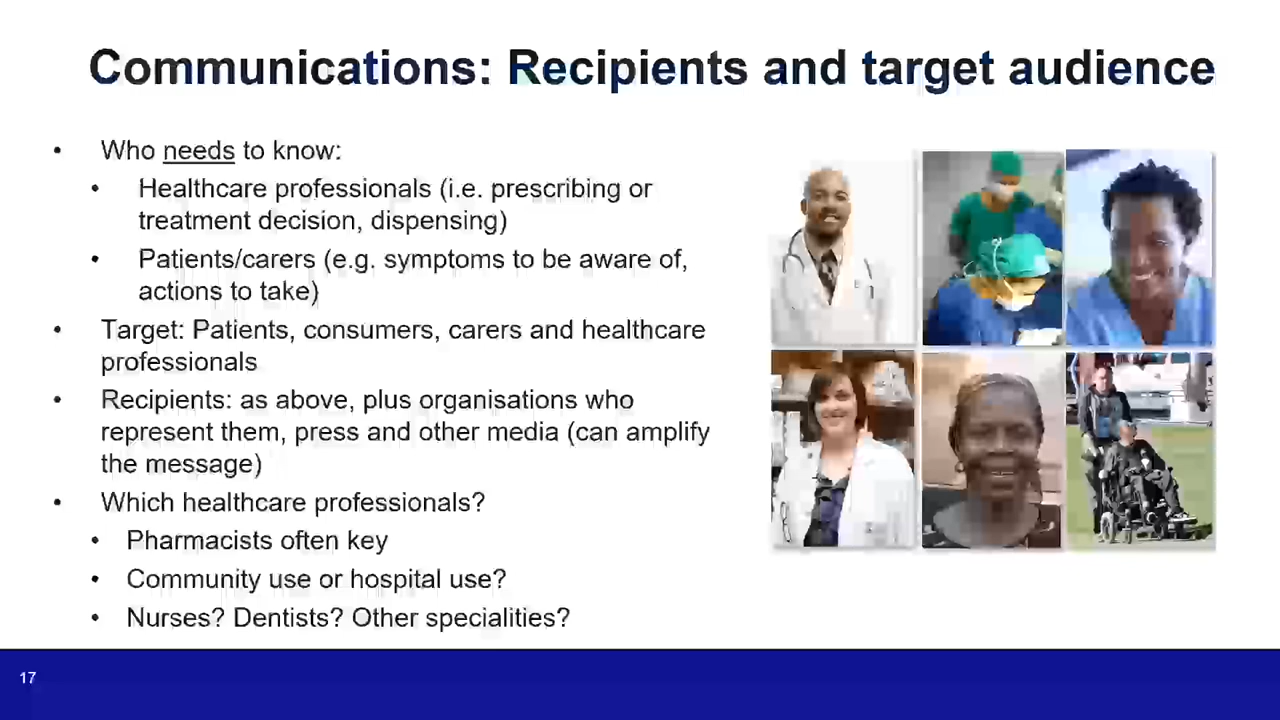 Communications: Recipients and target audience
• Who needs to know:
• Healthcare professionals (i.e. prescribing or
treatment decision, dispensing)
• Patients/carers (e.g. symptoms to be aware of,
actions to take)
• Target: Patients, consumers, carers and healthcare
professionals
• Recipients: as above, plus organisations who
represent them, press and other media (can amplify
the message)
• Which healthcare professionals?
• Pharmacists often key
• Community use or hospital use?
• Nurses? Dentists? Other specialities?
17